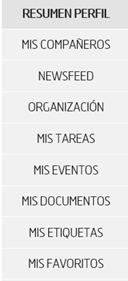 RESUMEN PERFIL
MIS COMPAÑEROS
NEWSFEED
ORGANIZACIÓN
MIS TAREAS
MIS EVENTOS
MIS DOCUMENTOS
MIS ETIQUETAS
MIS FAVORITOS